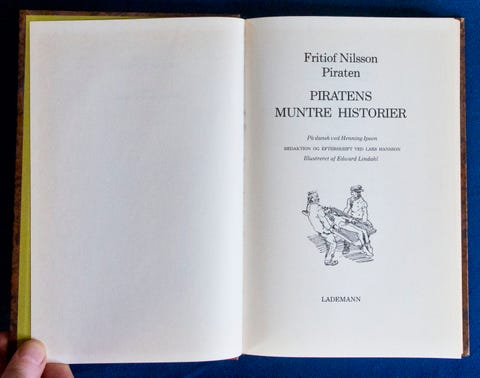 Fritiof Nilsson
Piraten
PIRATENS
MUNTRE HISTORIER
På dansk ved Henning Ipsen
REDAKTION OG EFTERSKRIFT VED LARS HANSSON
Illustreret af Edward Lindahl
LADEMANN